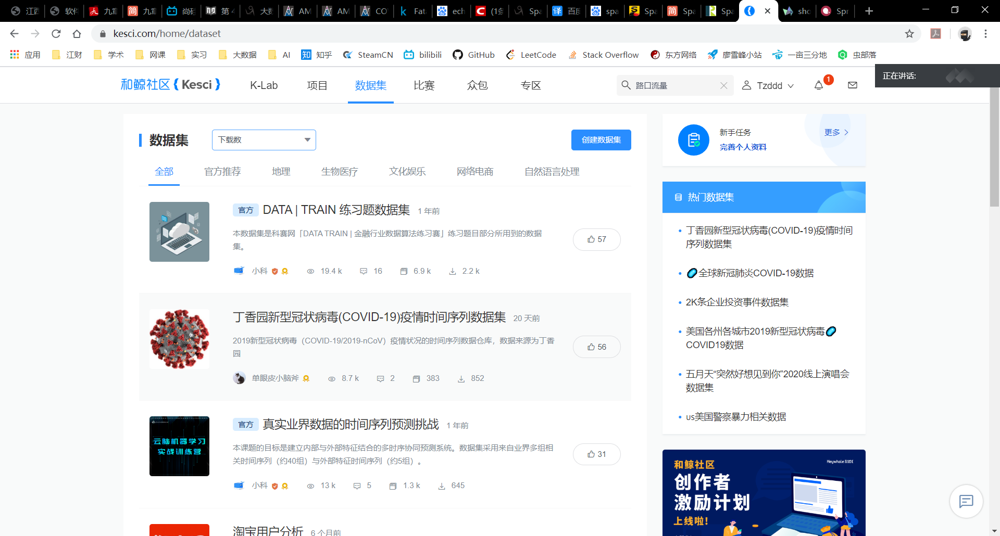 江西
软件
九章
九章
尚硅
第 4
大数
AM
AM
CO
Fat
ech
(1条
Spa
百度
spa
Spa
Spa
Spa
sho
Spr
kesci.com/home/dataset
应用
江财
学术
网课
实习
大数据
AI
知乎
SteamCN
bilibili
GitHub
LeetCode
Stack Overflow
东方网络
廖雪峰小站
一亩三分地
虫部落
正在讲话:
和鲸社区 { Kesci }
K-Lab
项目
数据集
比赛
众包
专区
路口流量
Tzddd
1
数据集
下载数
创建数据集
全部
官方推荐
地理
生物医疗
文化娱乐
网络电商
自然语言处理
官方 DATA | TRAIN 练习题数据集 1 年前
本数据集是科赛网「DATA TRAIN | 金融行业数据算法练习赛」练习题目部分所用到的数据
集。
57
小科 19.4 k 16 6.9 k 2.2 k
丁香园新型冠状病毒(COVID-19)疫情时间序列数据集 20 天前
2019新型冠状病毒（COVID-19/2019-nCoV）疫情状况的时间序列数据仓库，数据来源为丁香
园
56
单眼皮小脑斧 8.7 k 2 383 852
云脑机器学习
实战训练营
官方 真实业界数据的时间序列预测挑战 1 年前
本课题的目标是建立内部与外部特征结合的多时序协同预测系统。数据集采用来自业界多组相
关时间序列（约40组）与外部特征时间序列（约5组）。
31
小科 13 k 5 1.3 k 645
淘宝用户分析 6 个月前
新手任务
完善个人资料
更多
热门数据集
丁香园新型冠状病毒(COVID-19)疫情时间
序列数据集
全球新冠肺炎COVID-19数据
2K条企业投资事件数据集
美国各州各城市2019新型冠状病毒
COVID19数据
五月天“突然好想见到你”2020线上演唱会
数据集
us美国警察暴力相关数据
和鲸社区
创作者
激励计划
上线啦!